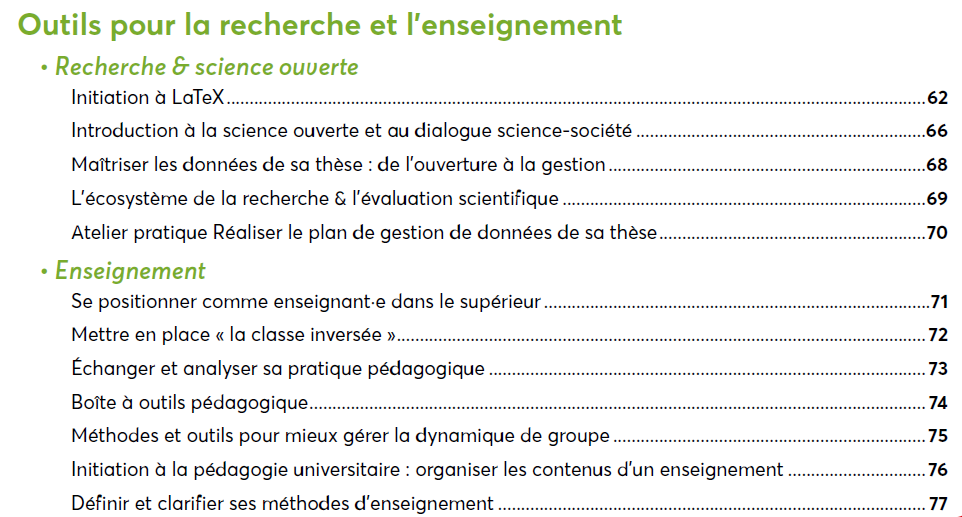 Outils pour la recherche et l'enseignement
• Recherche & science ouverte
Initiation à LaTeX 62
Introduction à la science ouverte et au dialogue science-société 66
Maîtriser les données de sa thèse : de l'ouverture à la gestion 68
L'écosystème de la recherche & l'évaluation scientifique 69
Atelier pratique Réaliser le plan de gestion de données de sa thèse 70
• Enseignement
Se positionner comme enseignant·e dans le supérieur 71
Mettre en place « la classe inversée » 72
Échanger et analyser sa pratique pédagogique 73
Boîte à outils pédagogique 74
Méthodes et outils pour mieux gérer la dynamique de groupe 75
Initiation à la pédagogie universitaire : organiser les contenus d'un enseignement 76
Définir et clarifier ses méthodes d'enseignement 77